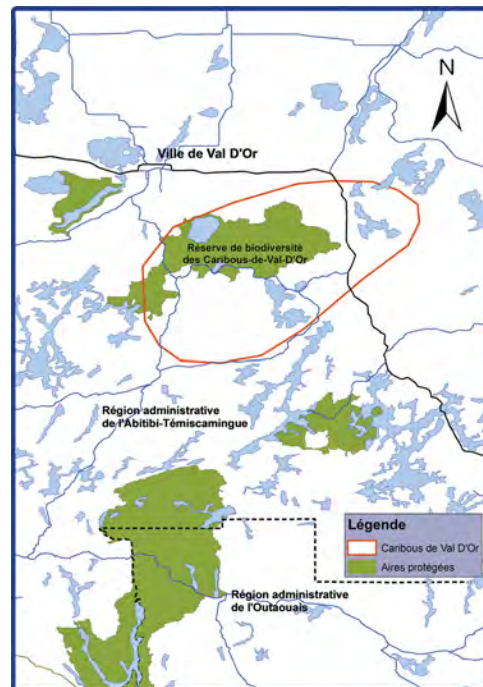 N
Ville de Val D'Or
Réserve de biodiversité
des Caribous-de-Val-D'Or
Région administrative
de l'Abitibi-Témiscamingue
Légende
Caribous de Val D'Or
Aires protégées
Région administrative
de l'Outaouais